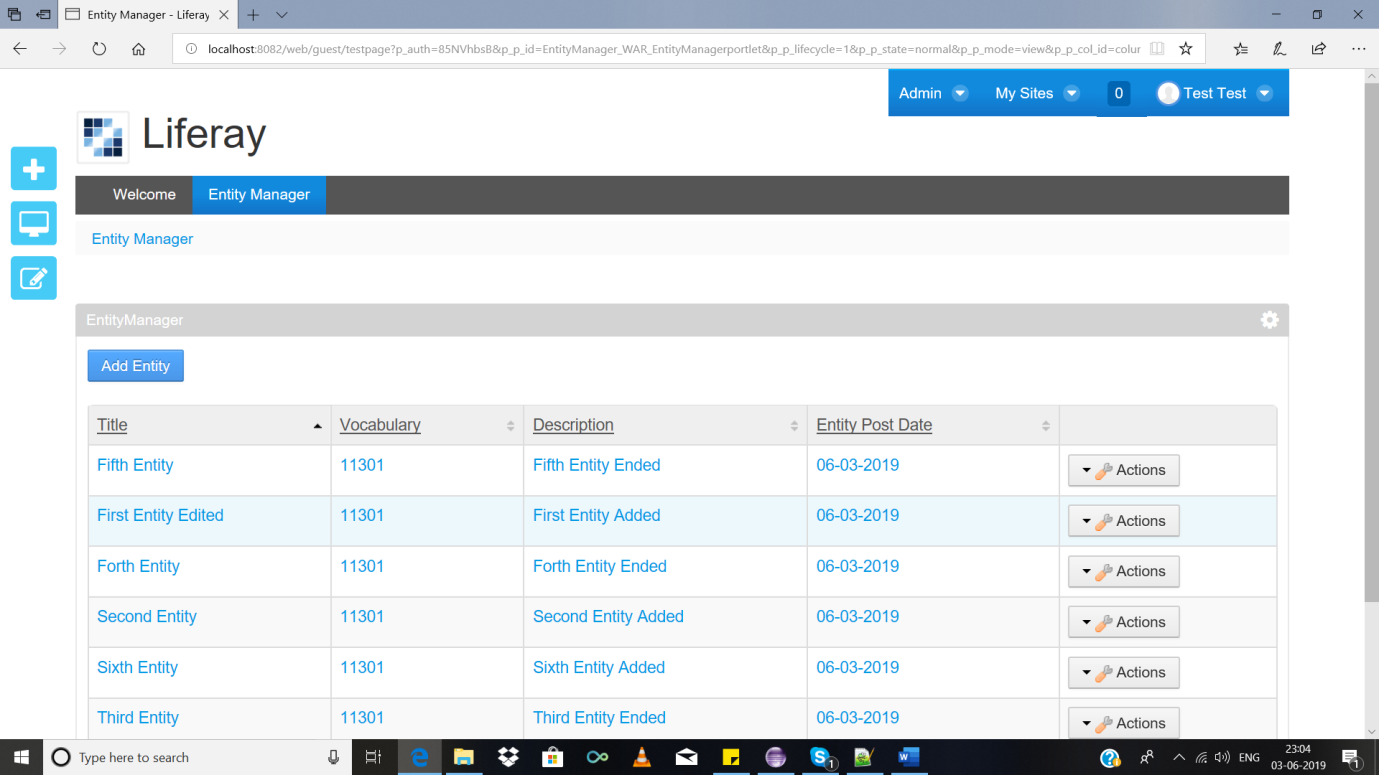 Entity Manager - Liferay
localhost:8082/web/guest/testpage?p_auth=85NVhbsB&p_p_id=EntityManager_WAR_EntityManagerportlet&p_p_lifecycle=1&p_p_state=normal&p_p_mode=view&p_p_col_id=colur
Admin My Sites 0 Test Test
Liferay
Welcome Entity Manager
Entity Manager
EntityManager
Add Entity
Title Vocabulary Description Entity Post Date
Fifth Entity 11301 Fifth Entity Ended 06-03-2019 Actions
First Entity Edited 11301 First Entity Added 06-03-2019 Actions
Forth Entity 11301 Forth Entity Ended 06-03-2019 Actions
Second Entity 11301 Second Entity Added 06-03-2019 Actions
Sixth Entity 11301 Sixth Entity Added 06-03-2019 Actions
Third Entity 11301 Third Entity Ended 06-03-2019 Actions
Type here to search 1 ENG 23:04 1
03-06-2019